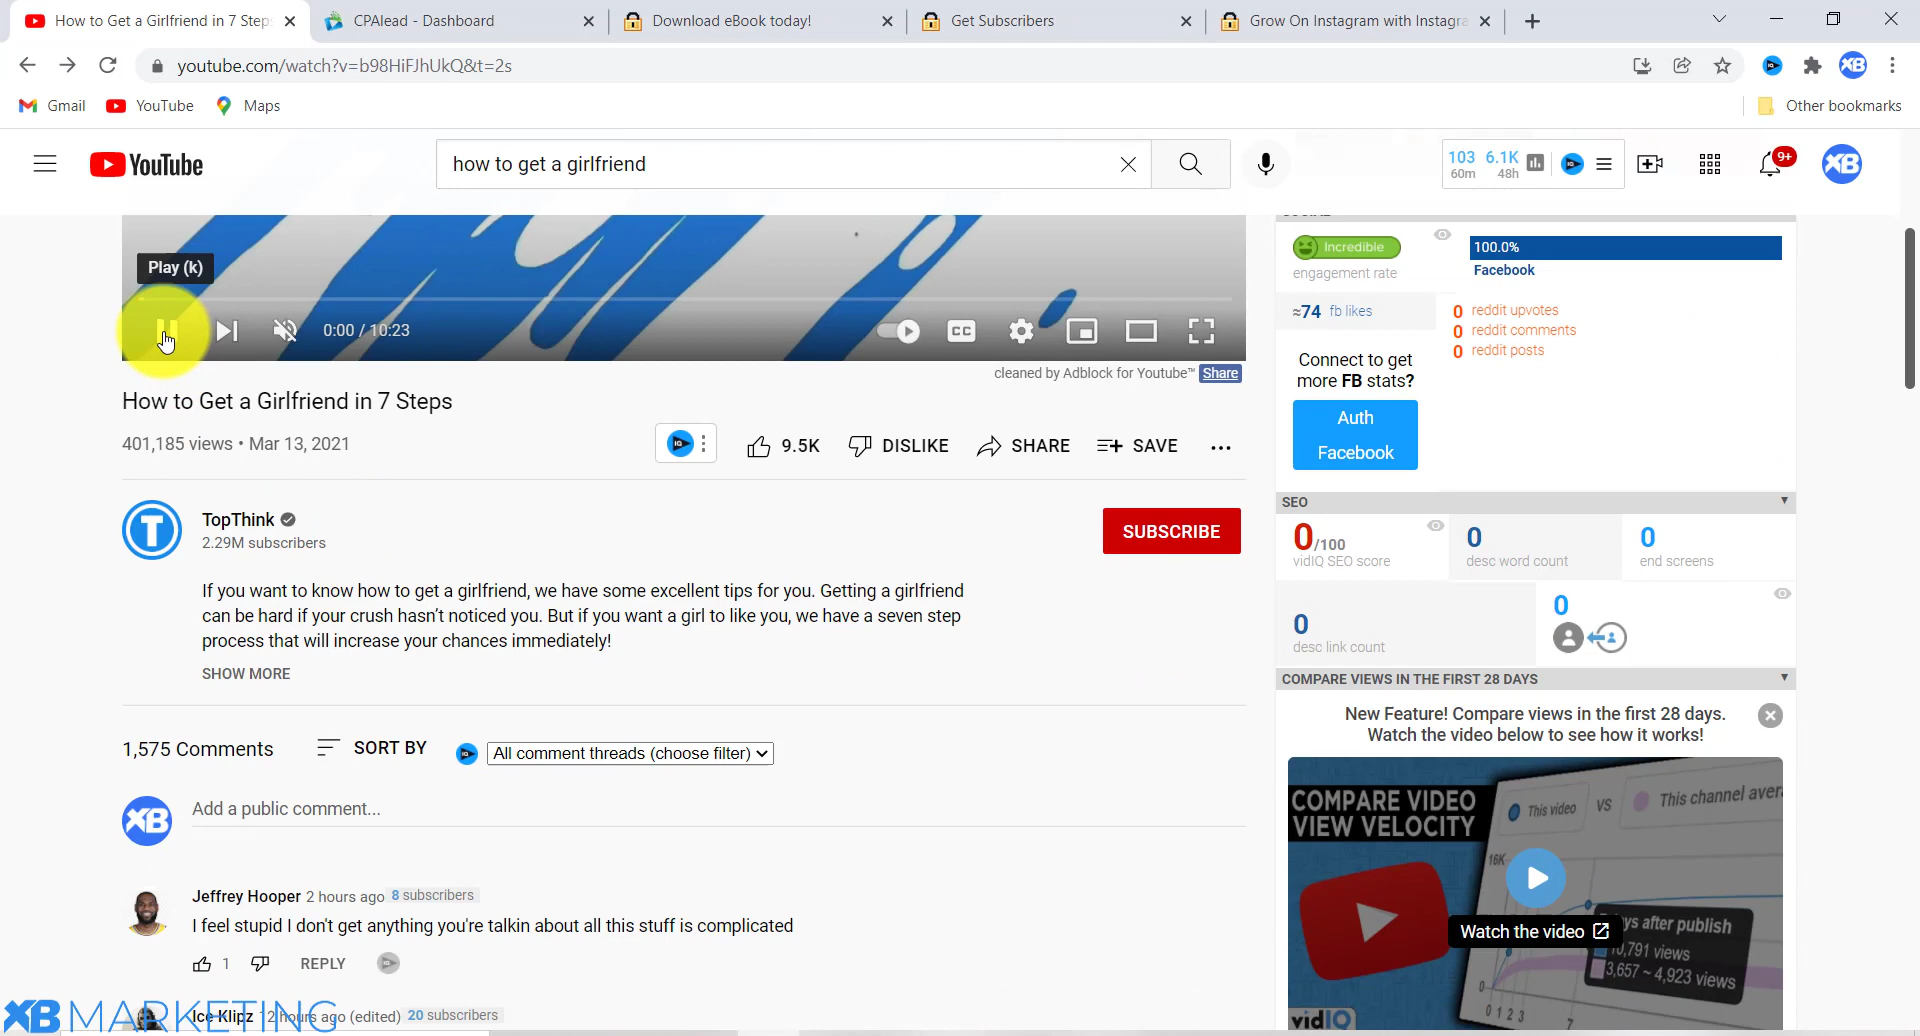 How to Get a Girlfriend in 7 Steps
CPAlead - Dashboard
Download eBook today!
Get Subscribers
Grow On Instagram with Instagra
youtube.com/watch?v=b98HiFJhUkQ&t=2s
XB
Gmail
YouTube
Maps
Other bookmarks
YouTube
how to get a girlfriend
103 6.1K
60m 48h
9+
XB
Play (k)
0:00 / 10:23
CC
cleaned by Adblock for Youtube™ Share
How to Get a Girlfriend in 7 Steps
401,185 views • Mar 13, 2021
9.5K
DISLIKE
SHARE
SAVE
TopThink
2.29M subscribers
SUBSCRIBE
If you want to know how to get a girlfriend, we have some excellent tips for you. Getting a girlfriend
can be hard if your crush hasn't noticed you. But if you want a girl to like you, we have a seven step
process that will increase your chances immediately!
SHOW MORE
1,575 Comments
SORT BY
All comment threads (choose filter)
XB
Add a public comment...
Jeffrey Hooper 2 hours ago 8 subscribers
I feel stupid I don't get anything you're talkin about all this stuff is complicated
1
REPLY
Ice Klipz 12 hours ago (edited) 20 subscribers
XB MARKETING
Incredible
engagement rate
100.0%
Facebook
≈74 fb likes
0 reddit upvotes
0 reddit comments
0 reddit posts
Connect to get
more FB stats?
Auth
Facebook
SEO
0/100
vidIQ SEO score
0
desc word count
0
end screens
0
desc link count
0
COMPARE VIEWS IN THE FIRST 28 DAYS
New Feature! Compare views in the first 28 days.
Watch the video below to see how it works!
COMPARE VIDEO
VIEW VELOCITY
This video
VS
This channel aver
16K
Watch the video
ys after publish
10,791 views
3,657 ~ 4,923 views
0
0 1 2 3
7
vidIQ